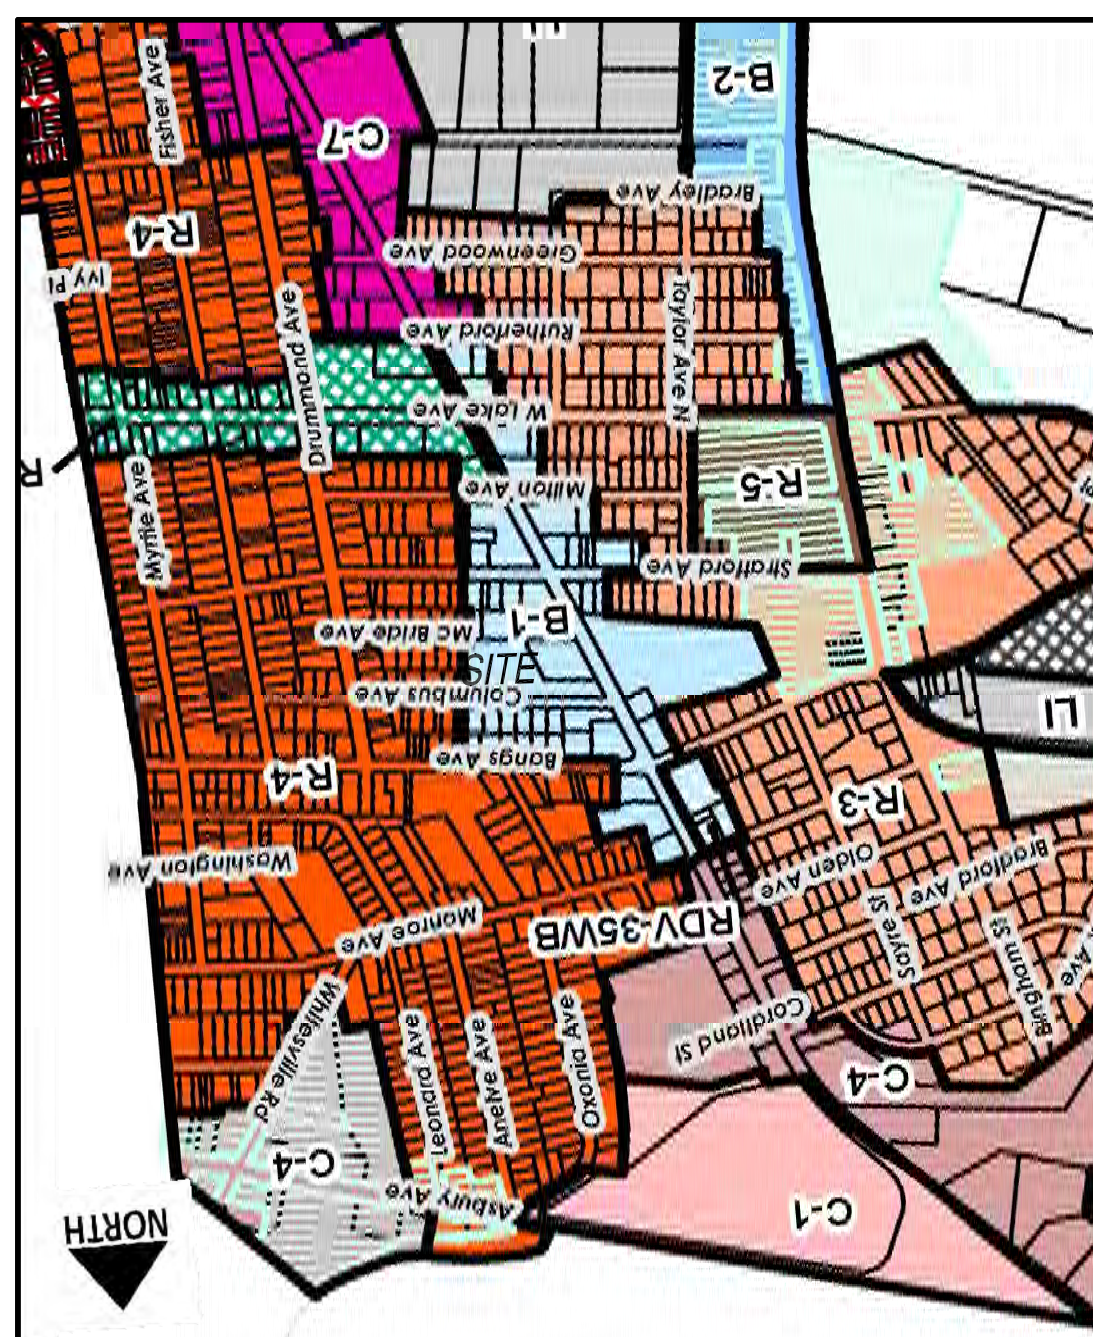 B-2
Fisher Ave
C-7
Bradley Ave
R-4
Greenwood Ave
Ivy Pl
Taylor Ave N
Rutherford Ave
Drummond Ave
W Lake Ave
R
R-5
Milton Ave
Myrtle Ave
Stratford Ave
B-1
Mc Bride Ave
SITE
Columbus Ave
LI
Bangs Ave
R-4
R-3
Washington Ave
Olden Ave
Bradford Ave
Monroe Ave
RDV-35WB
Sayre St
Bingham St
Ave
Whitesville Rd
Cordland St
Leonard Ave
Anelve Ave
Oxonia Ave
C-4
C-4
Asbury Ave
C-1
NORTH